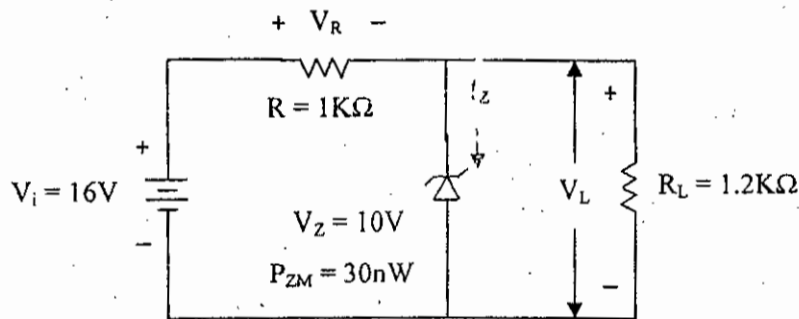 + V_R −
I_Z
R = 1KΩ
+
+
V_i = 16V
V_L
R_L = 1.2KΩ
V_Z = 10V
−
P_ZM = 30nW
−